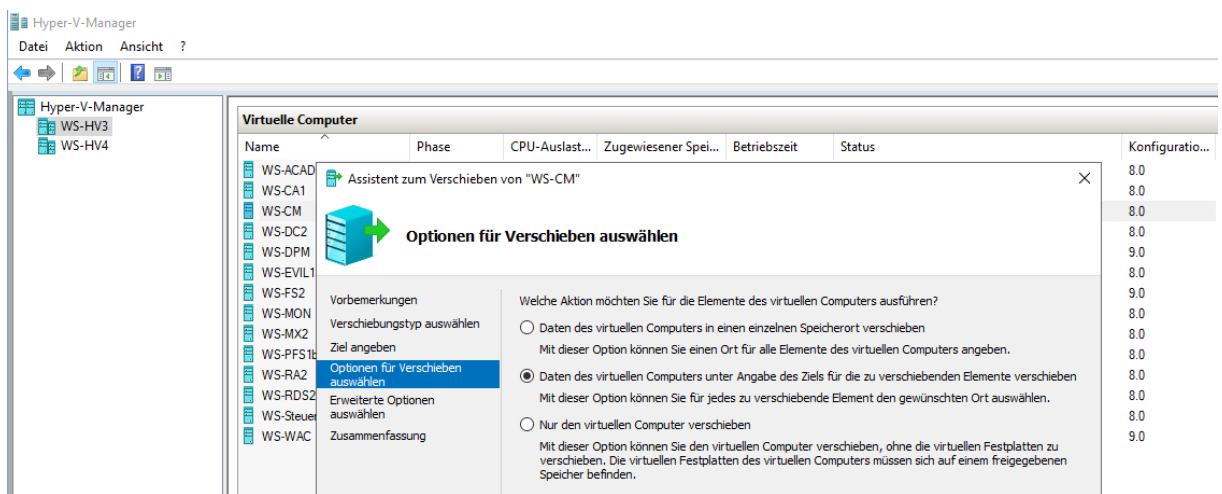 Hyper-V-Manager
Datei Aktion Ansicht ?
Hyper-V-Manager
WS-HV3
WS-HV4
Virtuelle Computer
Name Phase CPU-Auslast... Zugewiesener Spei... Betriebszeit Status Konfiguratio...
WS-ACAD 8.0
WS-CA1 8.0
WS-CM 8.0
WS-DC2 8.0
WS-DPM 9.0
WS-EVIL1 8.0
WS-FS2 9.0
WS-MON 8.0
WS-MX2 8.0
WS-PFS1b 8.0
WS-RA2 8.0
WS-RDS2 8.0
WS-Steuer 8.0
WS-WAC 9.0
Assistent zum Verschieben von "WS-CM"
Optionen für Verschieben auswählen
Vorbemerkungen
Verschiebungstyp auswählen
Ziel angeben
Optionen für Verschieben
auswählen
Erweiterte Optionen
auswählen
Zusammenfassung
Welche Aktion möchten Sie für die Elemente des virtuellen Computers ausführen?
Daten des virtuellen Computers in einen einzelnen Speicherort verschieben
Mit dieser Option können Sie einen Ort für alle Elemente des virtuellen Computers angeben.
Daten des virtuellen Computers unter Angabe des Ziels für die zu verschiebenden Elemente verschieben
Mit dieser Option können Sie für jedes zu verschiebende Element den gewünschten Ort auswählen.
Nur den virtuellen Computer verschieben
Mit dieser Option können Sie den virtuellen Computer verschieben, ohne die virtuellen Festplatten zu
verschieben. Die virtuellen Festplatten des virtuellen Computers müssen sich auf einem freigegebenen
Speicher befinden.